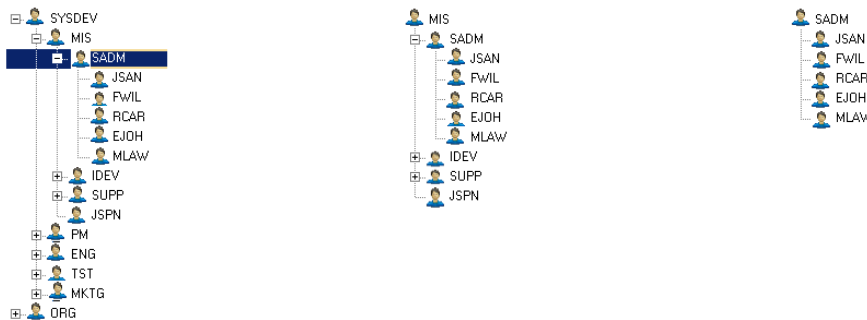 SYSDEV
MIS
SADM
JSAN
FWIL
RCAR
EJOH
MLAW
IDEV
SUPP
JSPN
PM
ENG
TST
MKTG
ORG
MIS
SADM
JSAN
FWIL
RCAR
EJOH
MLAW
IDEV
SUPP
JSPN
SADM
JSAN
FWIL
RCAR
EJOH
MLAW